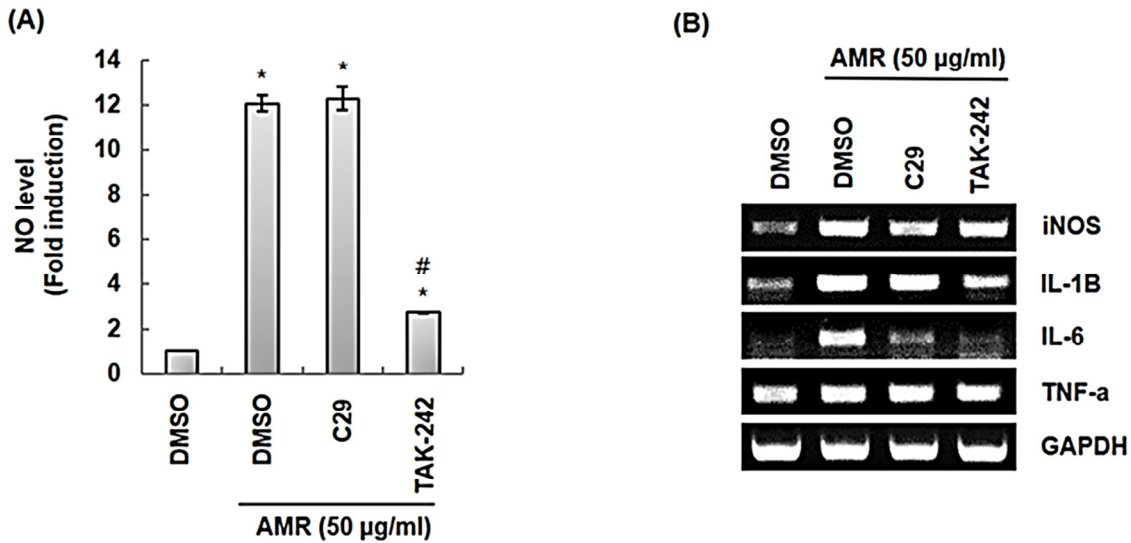 (A)
NO level
(Fold induction)
14
12
10
8
6
4
2
0
*
*
#
*
DMSO
DMSO
C29
TAK-242
AMR (50 µg/ml)
(B)
AMR (50 µg/ml)
DMSO
DMSO
C29
TAK-242
iNOS
IL-1B
IL-6
TNF-a
GAPDH